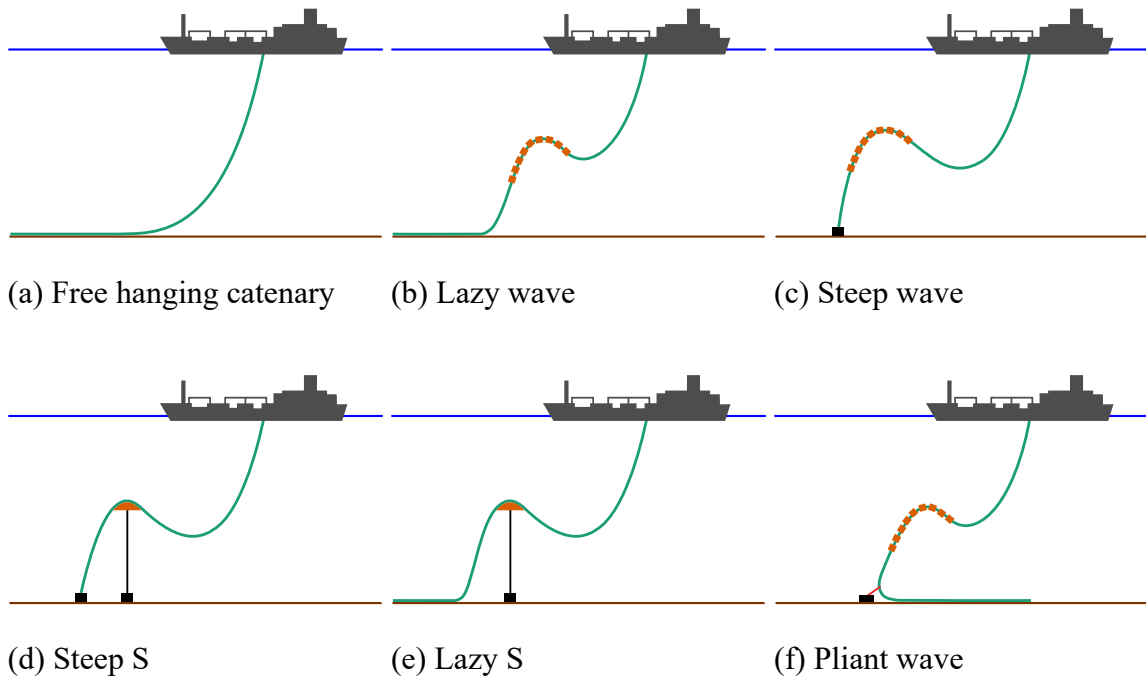 (a) Free hanging catenary
(b) Lazy wave
(c) Steep wave
(d) Steep S
(e) Lazy S
(f) Pliant wave